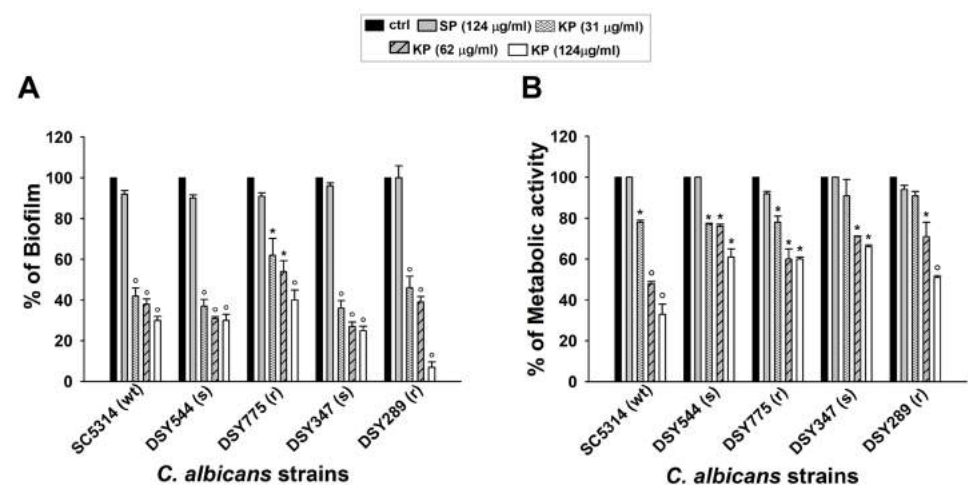 ctrl SP (124 μg/ml) KP (31 μg/ml)
KP (62 μg/ml) KP (124μg/ml)
A
% of Biofilm
120
100
80
60
40
20
0
* *
° ° ° ° ° ° ° ° ° ° ° ° °
SC5314 (wt) DSY544 (s) DSY775 (r) DSY347 (s) DSY289 (r)
C. albicans strains
B
% of Metabolic activity
120
100
80
60
40
20
0
* * * * * * * * * *
° ° °
SC5314 (wt) DSY544 (s) DSY775 (r) DSY347 (s) DSY289 (r)
C. albicans strains